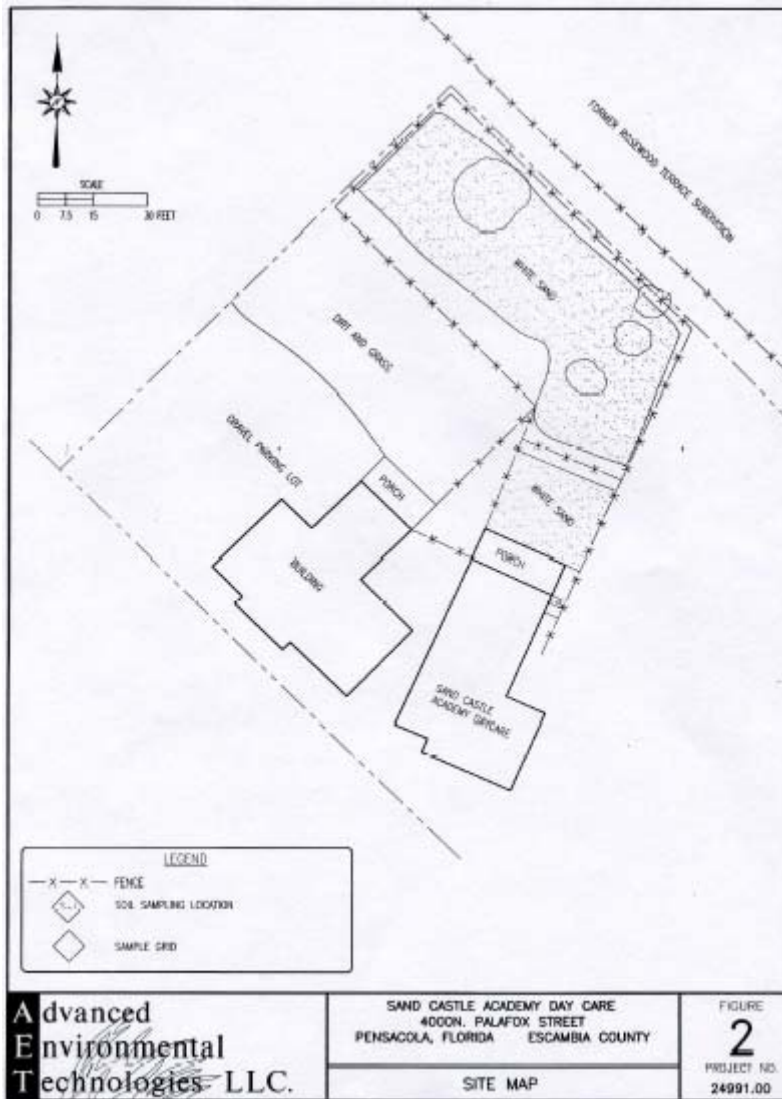 FORMER ROSEWOOD TERRACE SUBDIVISION
SCALE
0 7.5 15 30 FEET
WHITE SAND
DIRT AND GRASS
GRAVEL PARKING LOT
PORCH
WHITE SAND
BUILDING
PORCH
SAND CASTLE
ACADEMY DAYCARE
LEGEND
—X—X— FENCE
SOIL SAMPLING LOCATION
SAMPLE GRID
Advanced
Environmental
Technologies LLC.
SAND CASTLE ACADEMY DAY CARE
4000N. PALAFOX STREET
PENSACOLA, FLORIDA ESCAMBIA COUNTY
SITE MAP
FIGURE
2
PROJECT NO.
24991.00